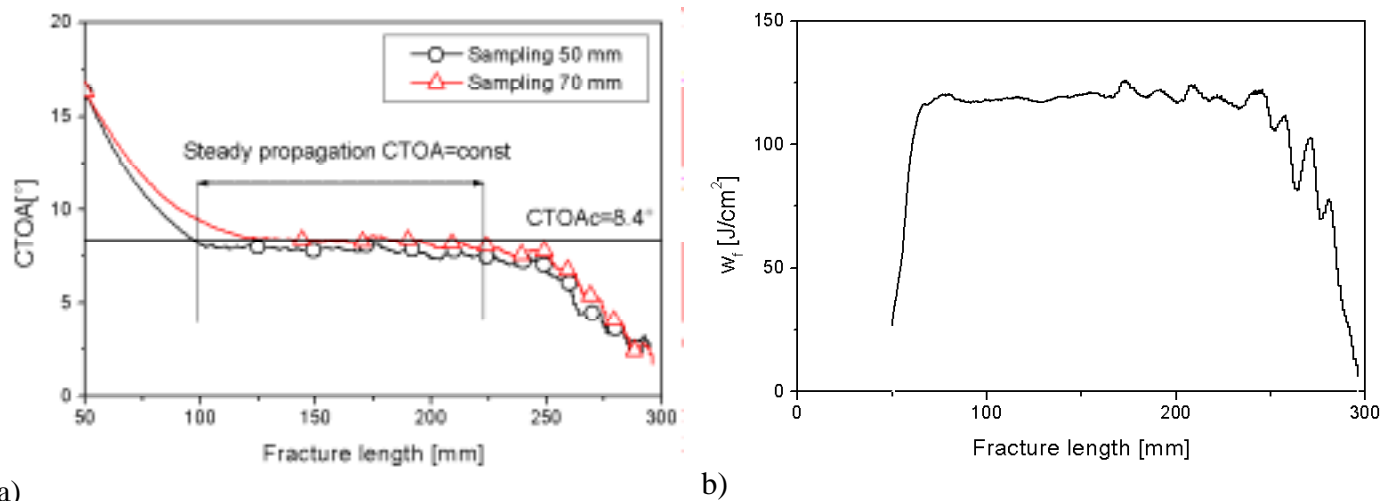 20
15
10
5
0
50
100
150
200
250
300
CTOA[°]
Fracture length [mm]
Sampling 50 mm
Sampling 70 mm
Steady propagation CTOA=const
CTOAc=8.4°
a)
150
100
50
0
0
100
200
300
w_f [J/cm²]
Fracture length [mm]
b)